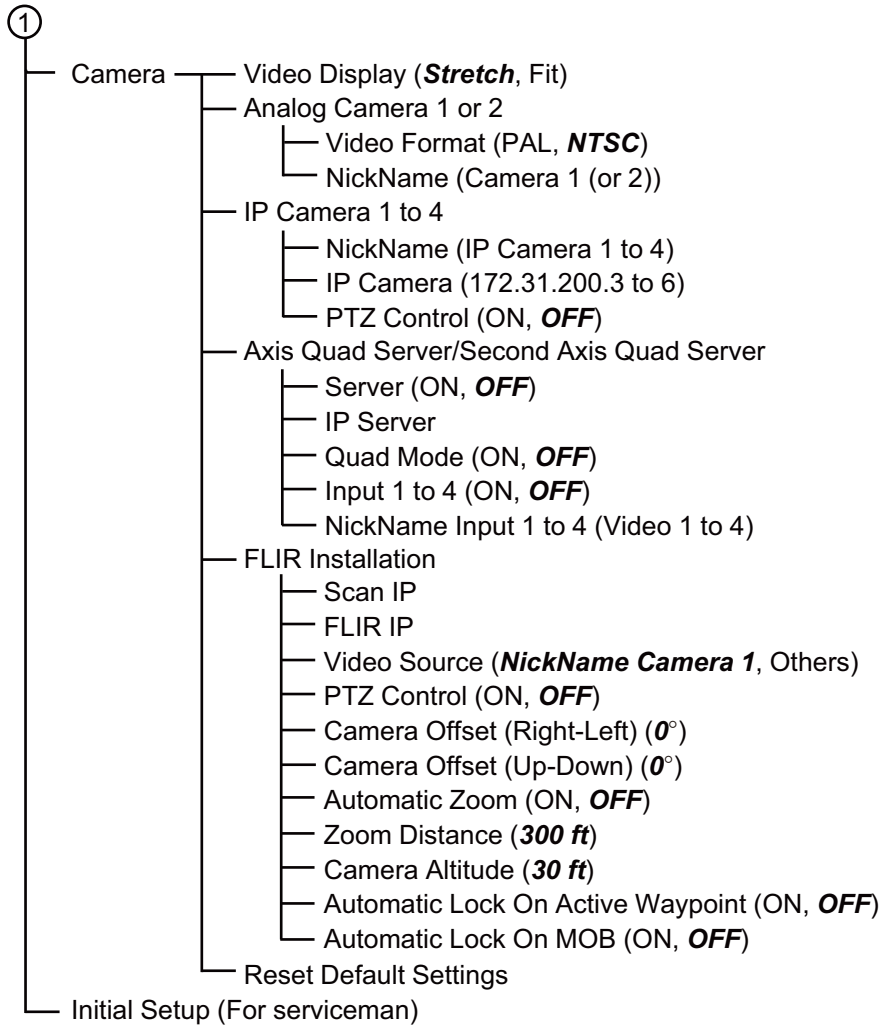 1
Camera
Video Display (Stretch, Fit)
Analog Camera 1 or 2
Video Format (PAL, NTSC)
NickName (Camera 1 (or 2))
IP Camera 1 to 4
NickName (IP Camera 1 to 4)
IP Camera (172.31.200.3 to 6)
PTZ Control (ON, OFF)
Axis Quad Server/Second Axis Quad Server
Server (ON, OFF)
IP Server
Quad Mode (ON, OFF)
Input 1 to 4 (ON, OFF)
NickName Input 1 to 4 (Video 1 to 4)
FLIR Installation
Scan IP
FLIR IP
Video Source (NickName Camera 1, Others)
PTZ Control (ON, OFF)
Camera Offset (Right-Left) (0°)
Camera Offset (Up-Down) (0°)
Automatic Zoom (ON, OFF)
Zoom Distance (300 ft)
Camera Altitude (30 ft)
Automatic Lock On Active Waypoint (ON, OFF)
Automatic Lock On MOB (ON, OFF)
Reset Default Settings
Initial Setup (For serviceman)